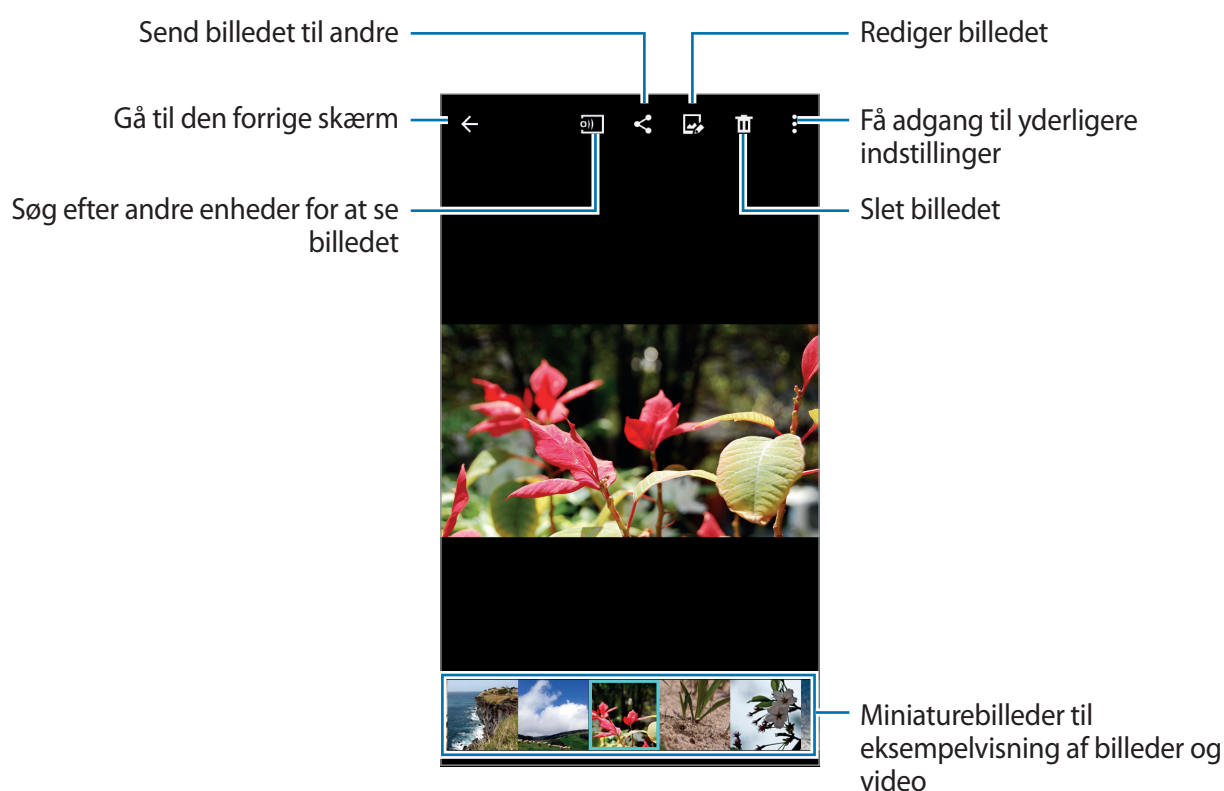 Send billedet til andre
Rediger billedet
Gå til den forrige skærm
Få adgang til yderligere
indstillinger
Søg efter andre enheder for at se
billedet
Slet billedet
Miniaturebilleder til
eksempelvisning af billeder og
video